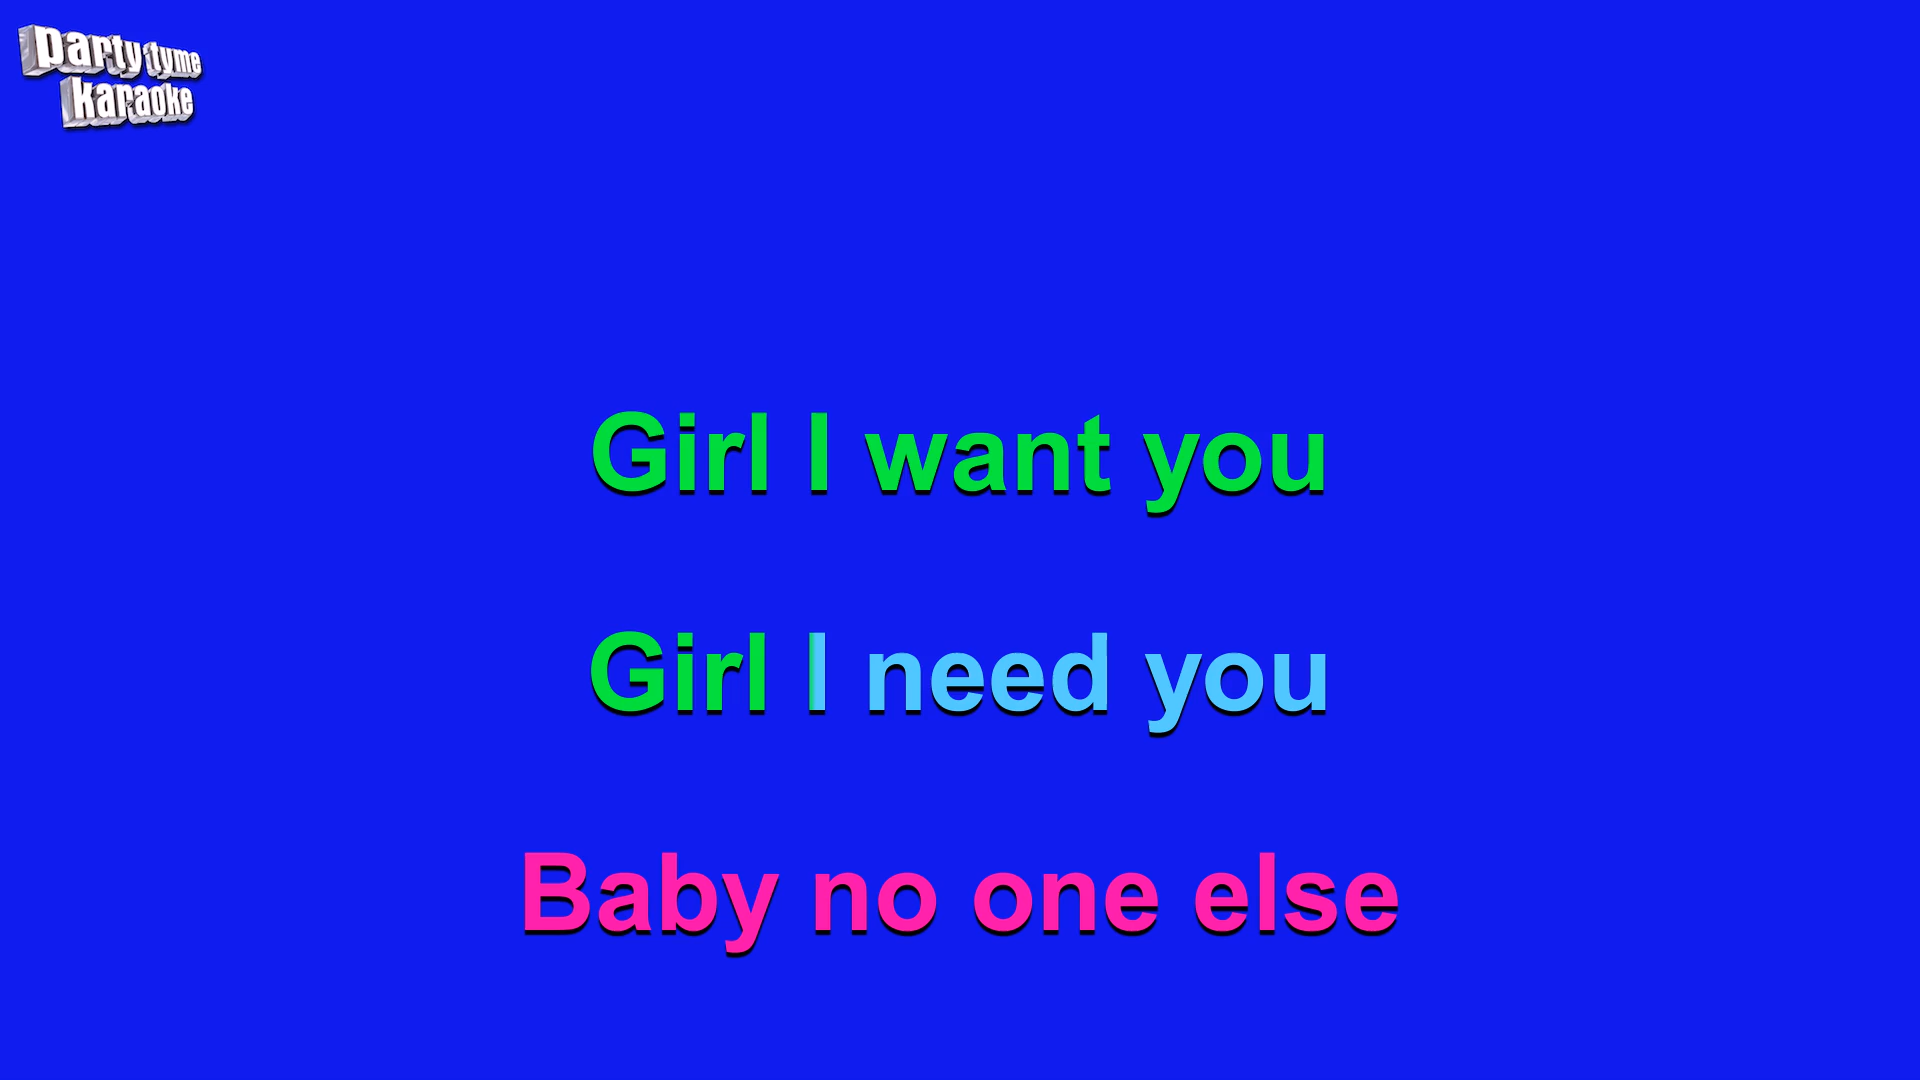 party tyme
karaoke
Girl I want you
Girl I need you
Baby no one else